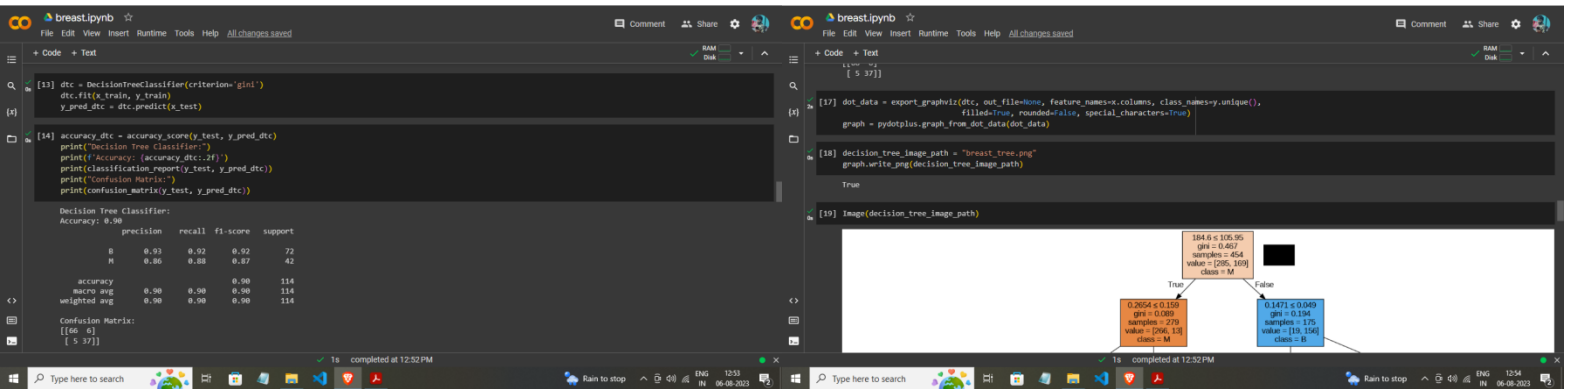 breast.ipynb
File Edit View Insert Runtime Tools Help All changes saved
Comment Share
+ Code + Text
RAM
Disk
[13] dtc = DecisionTreeClassifier(criterion='gini')
dtc.fit(x_train, y_train)
y_pred_dtc = dtc.predict(x_test)
0s
[14] accuracy_dtc = accuracy_score(y_test, y_pred_dtc)
print("Decision Tree Classifier:")
print(f'Accuracy: {accuracy_dtc:.2f}')
print(classification_report(y_test, y_pred_dtc))
print("Confusion Matrix:")
print(confusion_matrix(y_test, y_pred_dtc))
0s
Decision Tree Classifier:
Accuracy: 0.90
precision recall f1-score support
B 0.93 0.92 0.92 72
M 0.86 0.88 0.87 42
accuracy 0.90 114
macro avg 0.90 0.90 0.90 114
weighted avg 0.90 0.90 0.90 114
Confusion Matrix:
[[66 6]
[ 5 37]]
1s completed at 12:52 PM
Type here to search
Rain to stop
ENG
IN
12:53
06-08-2023
breast.ipynb
File Edit View Insert Runtime Tools Help All changes saved
Comment Share
+ Code + Text
RAM
Disk
[[66 6]
[ 5 37]]
[17] dot_data = export_graphviz(dtc, out_file=None, feature_names=x.columns, class_names=y.unique(),
filled=True, rounded=False, special_characters=True)
graph = pydotplus.graph_from_dot_data(dot_data)
2s
[18] decision_tree_image_path = "breast_tree.png"
graph.write_png(decision_tree_image_path)
0s
True
[19] Image(decision_tree_image_path)
0s
184.6 ≤ 105.95
gini = 0.467
samples = 454
value = [285, 169]
class = M
True False
0.2654 ≤ 0.159
gini = 0.089
samples = 279
value = [266, 13]
class = M
0.1471 ≤ 0.049
gini = 0.194
samples = 175
value = [19, 156]
class = B
1s completed at 12:52 PM
Type here to search
Rain to stop
ENG
IN
12:54
06-08-2023